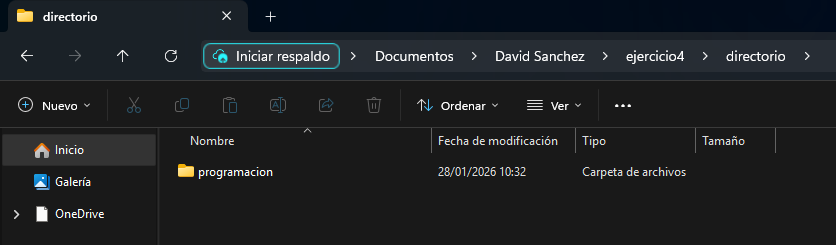 directorio
Iniciar respaldo Documentos David Sanchez ejercicio4 directorio
Nuevo Ordenar Ver
Nombre Fecha de modificación Tipo Tamaño
Inicio
programacion 28/01/2026 10:32 Carpeta de archivos
Galería
OneDrive